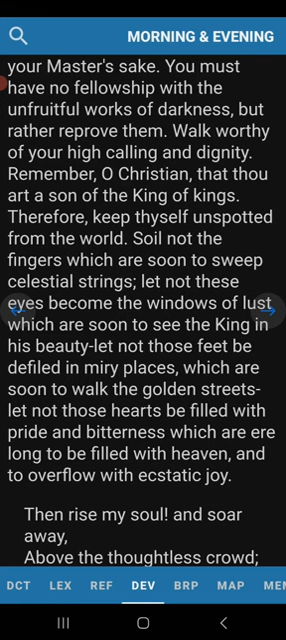 MORNING & EVENING
your Master's sake. You must
have no fellowship with the
unfruitful works of darkness, but
rather reprove them. Walk worthy
of your high calling and dignity.
Remember, O Christian, that thou
art a son of the King of kings.
Therefore, keep thyself unspotted
from the world. Soil not the
fingers which are soon to sweep
celestial strings; let not these
eyes become the windows of lust
which are soon to see the King in
his beauty-let not those feet be
defiled in miry places, which are
soon to walk the golden streets-
let not those hearts be filled with
pride and bitterness which are ere
long to be filled with heaven, and
to overflow with ecstatic joy.
Then rise my soul! and soar
away,
Above the thoughtless crowd;
DCT LEX REF DEV BRP MAP MEN